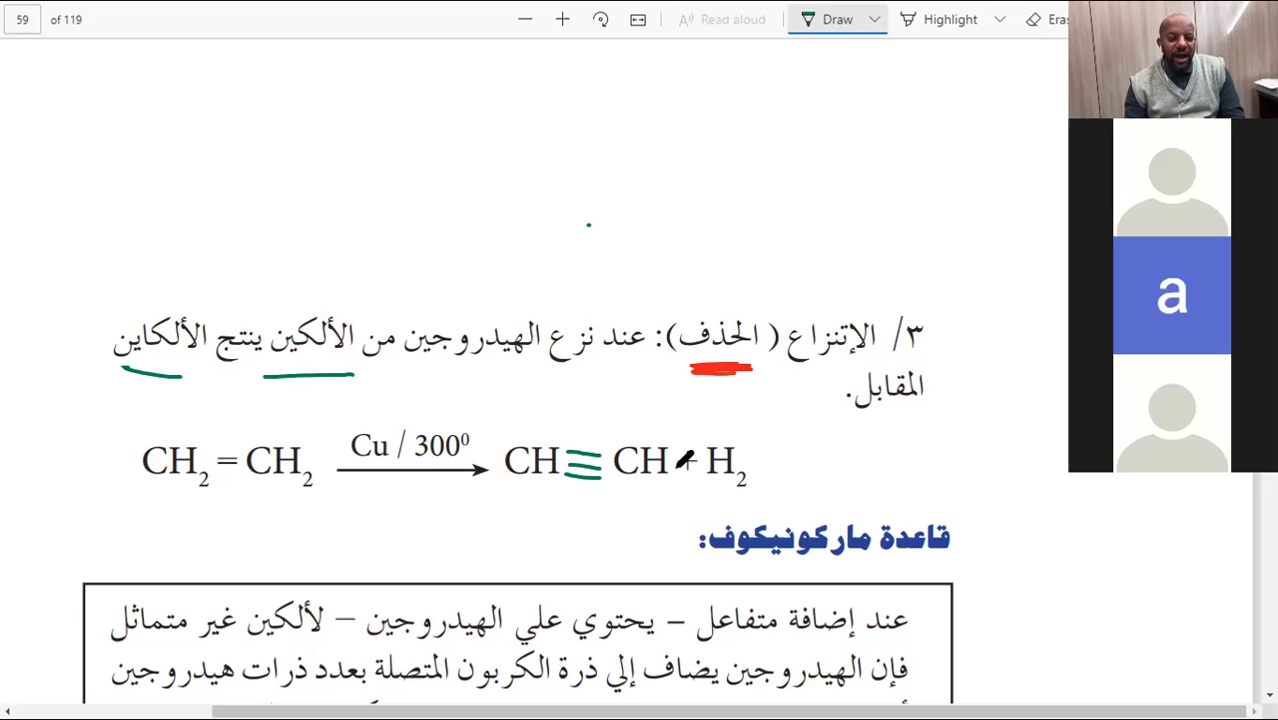 59 of 119 Read aloud Draw Highlight Eras
a
٣/ الإتنزاع ( الحذف): عند نزع الهيدروجين من الألكين ينتج الألكاين
المقابل.
CH₂ = CH₂ Cu / 300⁰ CH ≡ CH + H₂
قاعدة ماركونيكوف:
عند إضافة متفاعل – يحتوي علي الهيدروجين – لألكين غير متماثل
فإن الهيدروجين يضاف إلي ذرة الكربون المتصلة بعدد ذرات هيدروجين